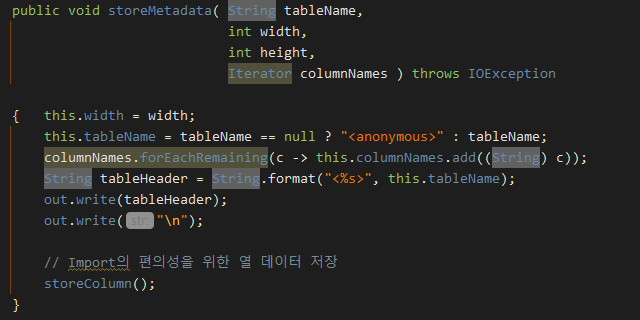 public void storeMetadata( String tableName,
int width,
int height,
Iterator columnNames ) throws IOException
{ this.width = width;
this.tableName = tableName == null ? "<anonymous>" : tableName;
columnNames.forEachRemaining(c -> this.columnNames.add((String) c));
String tableHeader = String.format("<%s>", this.tableName);
out.write(tableHeader);
out.write( str: "\n");
// Import의 편의성을 위한 열 데이터 저장
storeColumn();
}